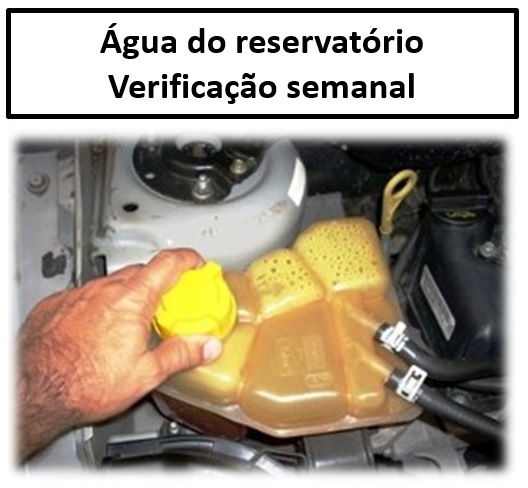 Água do reservatório
Verificação semanal